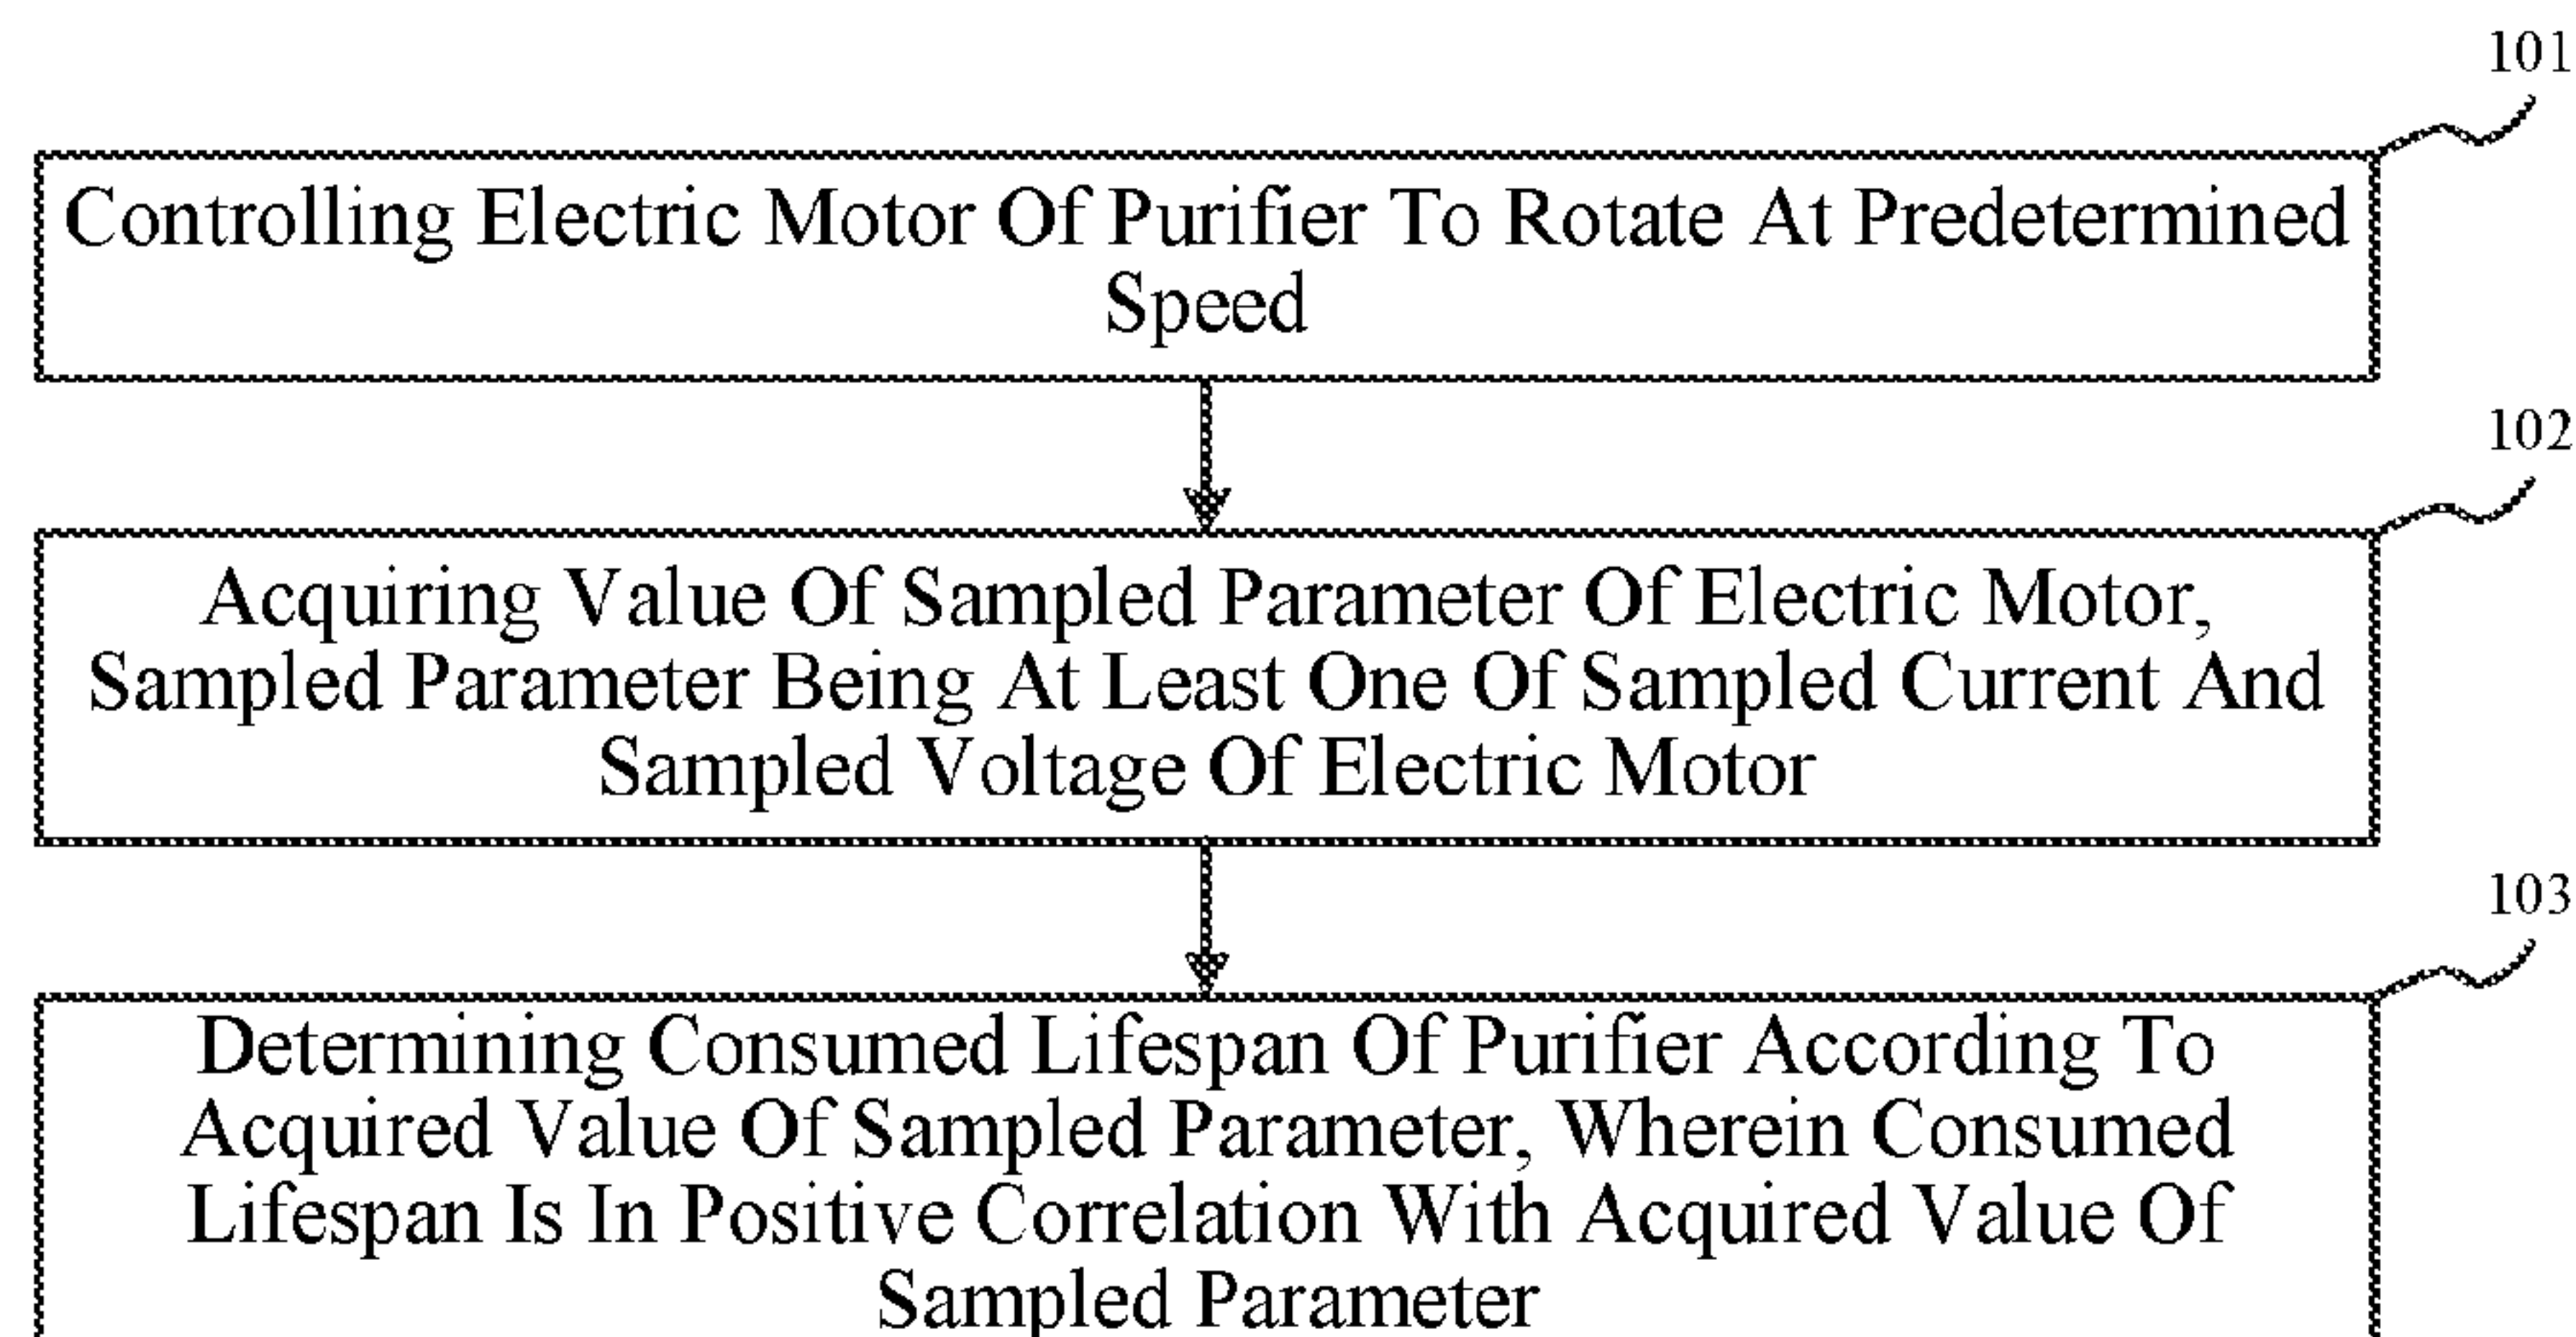 101
Controlling Electric Motor Of Purifier To Rotate At Predetermined
Speed
102
Acquiring Value Of Sampled Parameter Of Electric Motor,
Sampled Parameter Being At Least One Of Sampled Current And
Sampled Voltage Of Electric Motor
103
Determining Consumed Lifespan Of Purifier According To
Acquired Value Of Sampled Parameter, Wherein Consumed
Lifespan Is In Positive Correlation With Acquired Value Of
Sampled Parameter